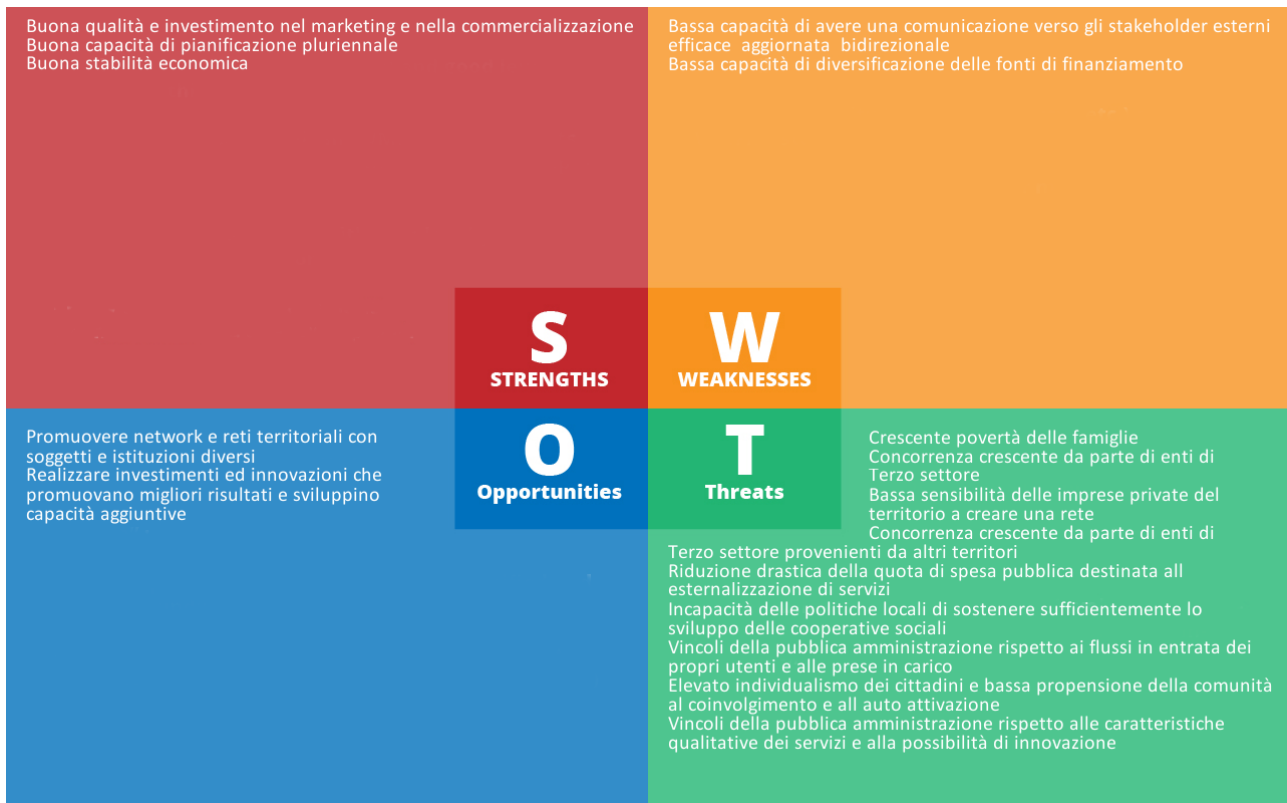 Buona qualità e investimento nel marketing e nella commercializzazione
Buona capacità di pianificazione pluriennale
Buona stabilità economica
Bassa capacità di avere una comunicazione verso gli stakeholder esterni
efficace aggiornata bidirezionale
Bassa capacità di diversificazione delle fonti di finanziamento
S
STRENGTHS
W
WEAKNESSES
Promuovere network e reti territoriali con
soggetti e istituzioni diversi
Realizzare investimenti ed innovazioni che
promuovano migliori risultati e sviluppino
capacità aggiuntive
O
Opportunities
T
Threats
Crescente povertà delle famiglie
Concorrenza crescente da parte di enti di
Terzo settore
Bassa sensibilità delle imprese private del
territorio a creare una rete
Concorrenza crescente da parte di enti di
Terzo settore provenienti da altri territori
Riduzione drastica della quota di spesa pubblica destinata all
esternalizzazione di servizi
Incapacità delle politiche locali di sostenere sufficientemente lo
sviluppo delle cooperative sociali
Vincoli della pubblica amministrazione rispetto ai flussi in entrata dei
propri utenti e alle prese in carico
Elevato individualismo dei cittadini e bassa propensione della comunità
al coinvolgimento e all auto attivazione
Vincoli della pubblica amministrazione rispetto alle caratteristiche
qualitative dei servizi e alla possibilità di innovazione